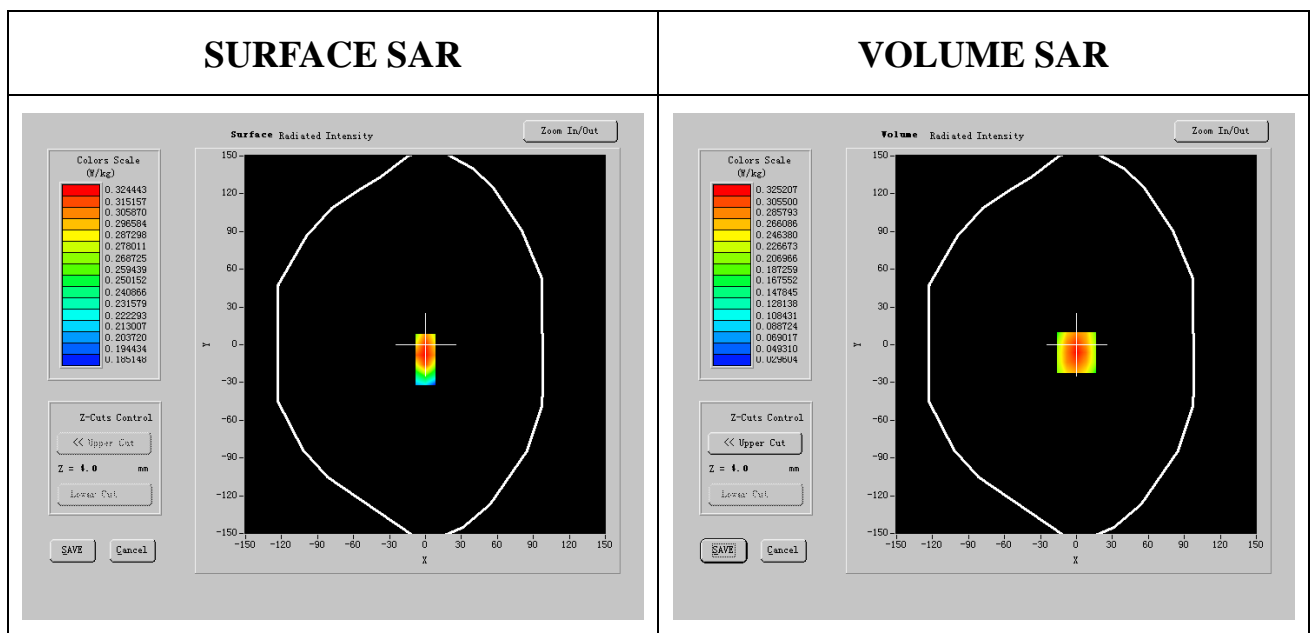 SURFACE SAR
VOLUME SAR
Surface Radiated Intensity
Zoom In/Out
Colors Scale
(W/kg)
0.324443
0.315157
0.305870
0.296584
0.287298
0.278011
0.268725
0.259439
0.250152
0.240866
0.231579
0.222293
0.213007
0.203720
0.194434
0.185148
Z-Cuts Control
<< Upper Cut
Z = 4.0 mm
Lower Cut
SAVE
Cancel
150
120
90
60
30
0
-30
-60
-90
-120
-150
Y
-150 -120 -90 -60 -30 0 30 60 90 120 150
X
Volume Radiated Intensity
Zoom In/Out
Colors Scale
(W/kg)
0.325207
0.305500
0.285793
0.266086
0.246380
0.226673
0.206966
0.187259
0.167552
0.147845
0.128138
0.108431
0.088724
0.069017
0.049310
0.029604
Z-Cuts Control
<< Upper Cut
Z = 4.0 mm
Lower Cut
SAVE
Cancel
150
120
90
60
30
0
-30
-60
-90
-120
-150
Y
-150 -120 -90 -60 -30 0 30 60 90 120 150
X